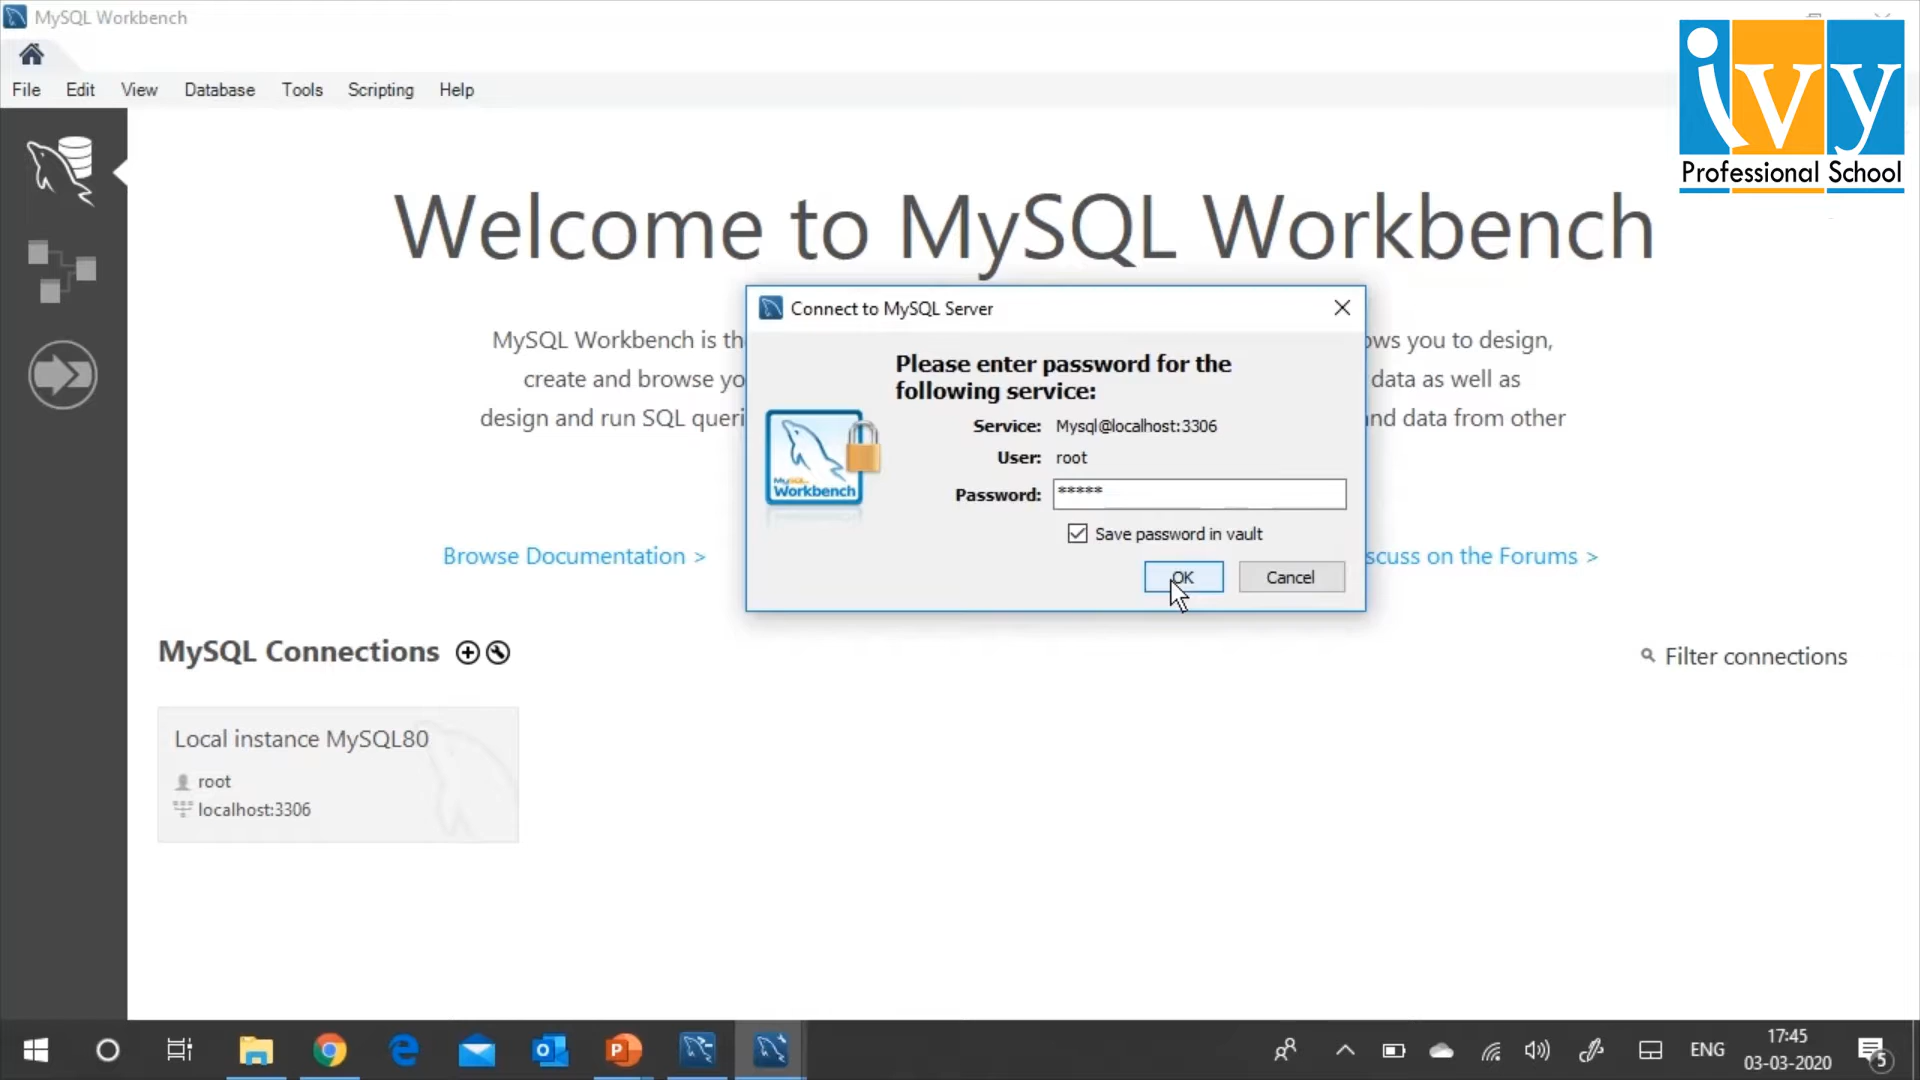 MySQL Workbench
File Edit View Database Tools Scripting Help
ivy
Professional School
Welcome to MySQL Workbench
MySQL Workbench is the
ows you to design,
create and browse yo
data as well as
design and run SQL queri
nd data from other
Browse Documentation >
scuss on the Forums >
Connect to MySQL Server
Please enter password for the
following service:
Service: Mysql@localhost:3306
User: root
Password: *****
Save password in vault
OK Cancel
MySQL
Workbench
MySQL Connections
Filter connections
Local instance MySQL80
root
localhost:3306
ENG
17:45
03-03-2020
5